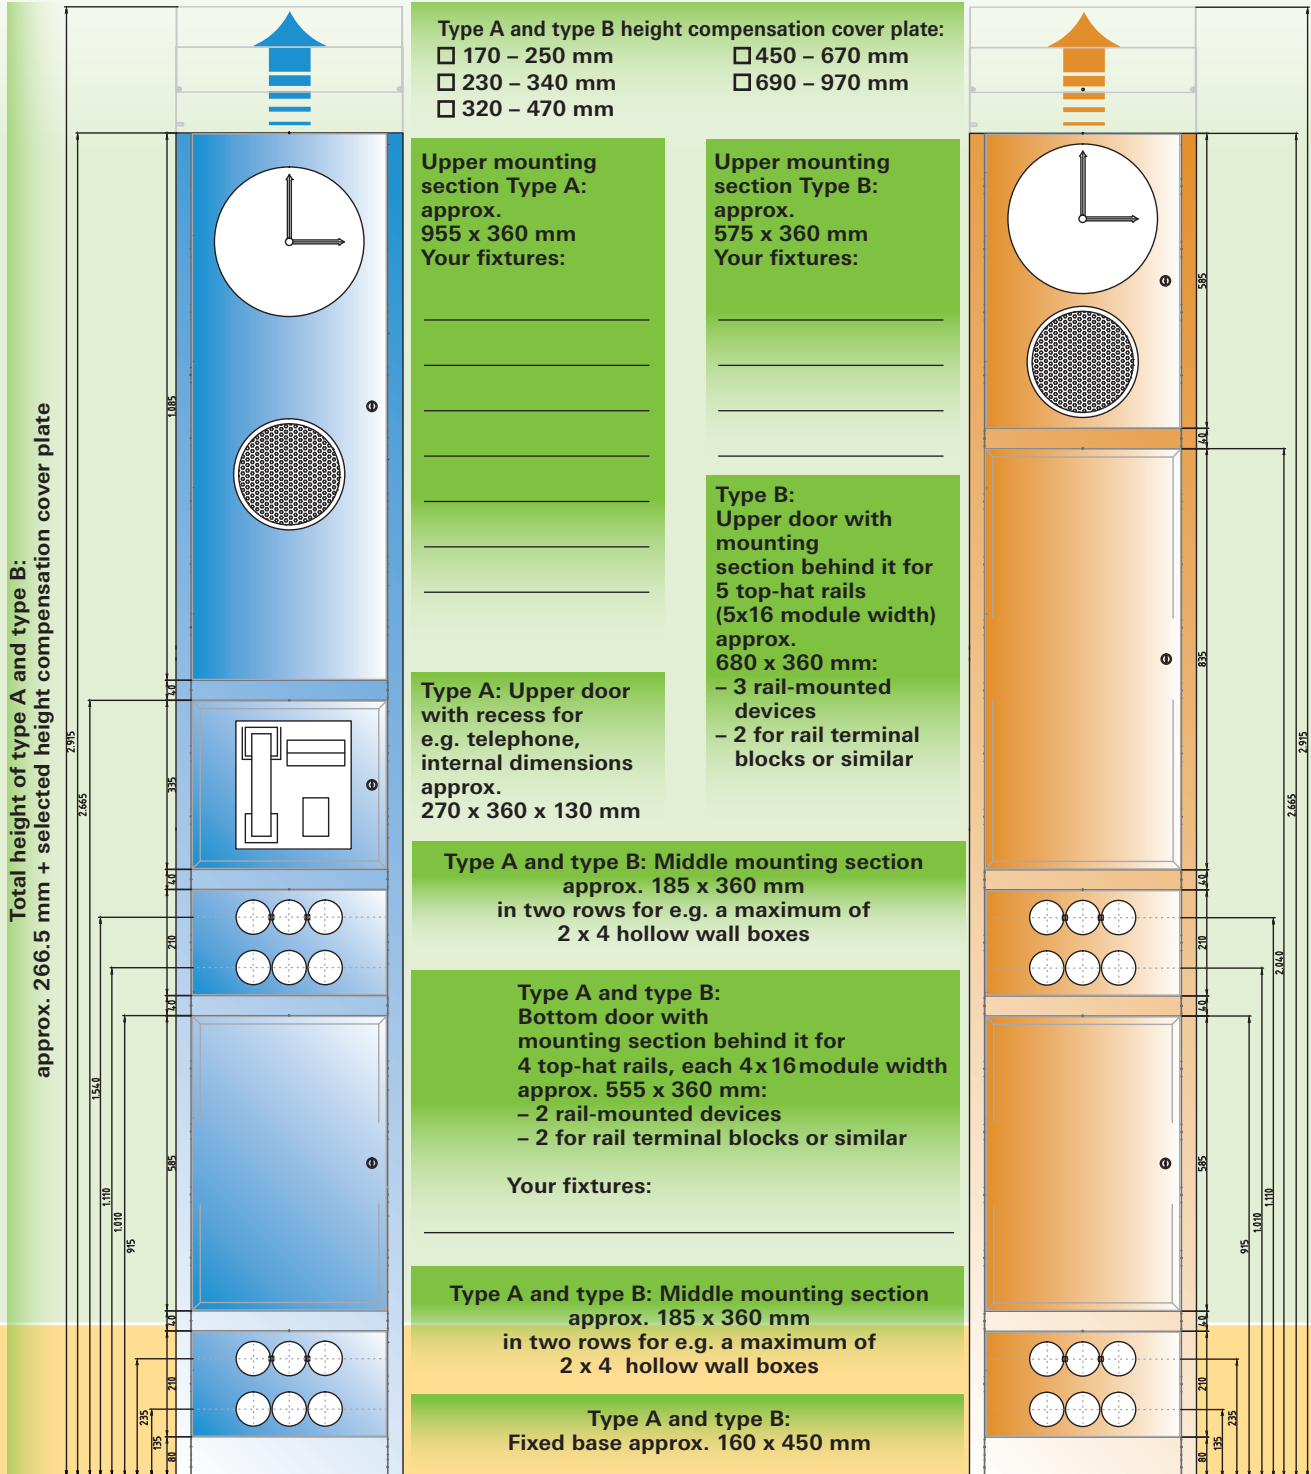 Type A and type B height compensation cover plate:
170 – 250 mm
230 – 340 mm
320 – 470 mm
450 – 670 mm
690 – 970 mm
Upper mounting
section Type A:
approx.
955 x 360 mm
Your fixtures:
Upper mounting
section Type B:
approx.
575 x 360 mm
Your fixtures:
Type B:
Upper door with
mounting
section behind it for
5 top-hat rails
(5x16 module width)
approx.
680 x 360 mm:
– 3 rail-mounted
devices
– 2 for rail terminal
blocks or similar
Type A: Upper door
with recess for
e.g. telephone,
internal dimensions
approx.
270 x 360 x 130 mm
Type A and type B: Middle mounting section
approx. 185 x 360 mm
in two rows for e.g. a maximum of
2 x 4 hollow wall boxes
Type A and type B:
Bottom door with
mounting section behind it for
4 top-hat rails, each 4x16 module width
approx. 555 x 360 mm:
– 2 rail-mounted devices
– 2 for rail terminal blocks or similar
Your fixtures:
Type A and type B: Middle mounting section
approx. 185 x 360 mm
in two rows for e.g. a maximum of
2 x 4 hollow wall boxes
Type A and type B:
Fixed base approx. 160 x 450 mm
Total height of type A and type B:
approx. 266.5 mm + selected height compensation cover plate
2.915
2.665
1.540
1.110
1.010
915
235
135
1.085
40
335
40
210
40
585
40
210
80
585
40
835
40
210
40
585
40
210
80
135
235
915
1.010
1.110
2.040
2.665
2.915